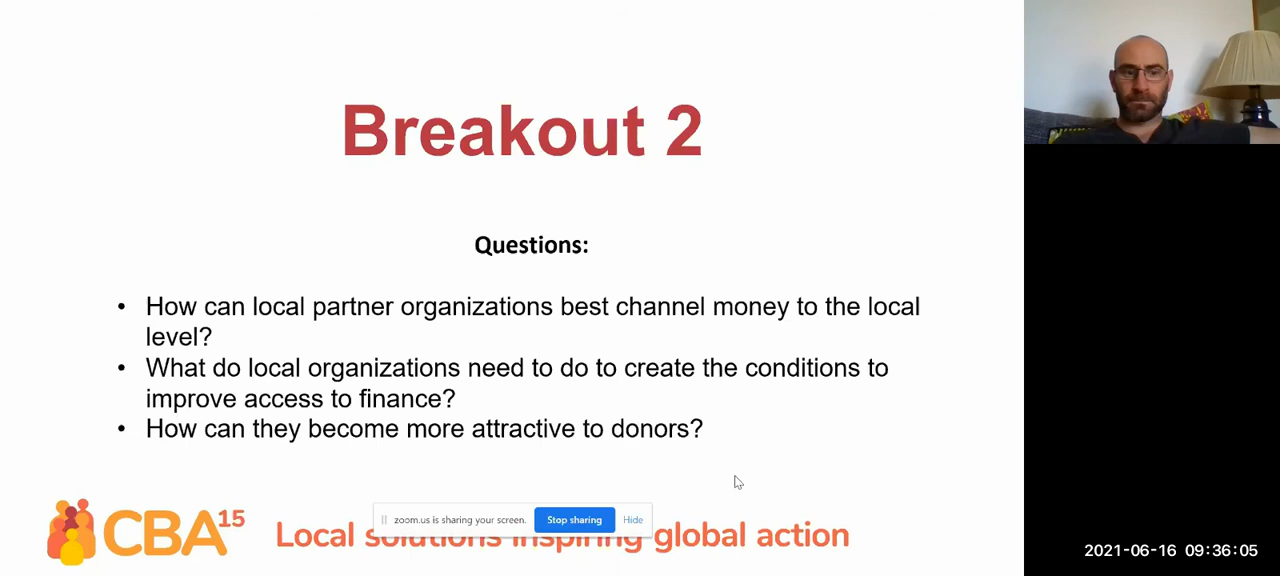 Breakout 2
Questions:
• How can local partner organizations best channel money to the local
level?
• What do local organizations need to do to create the conditions to
improve access to finance?
• How can they become more attractive to donors?
CBA15
Local solutions inspiring global action
zoom.us is sharing your screen.
Stop sharing
Hide
2021-06-16 09:36:05